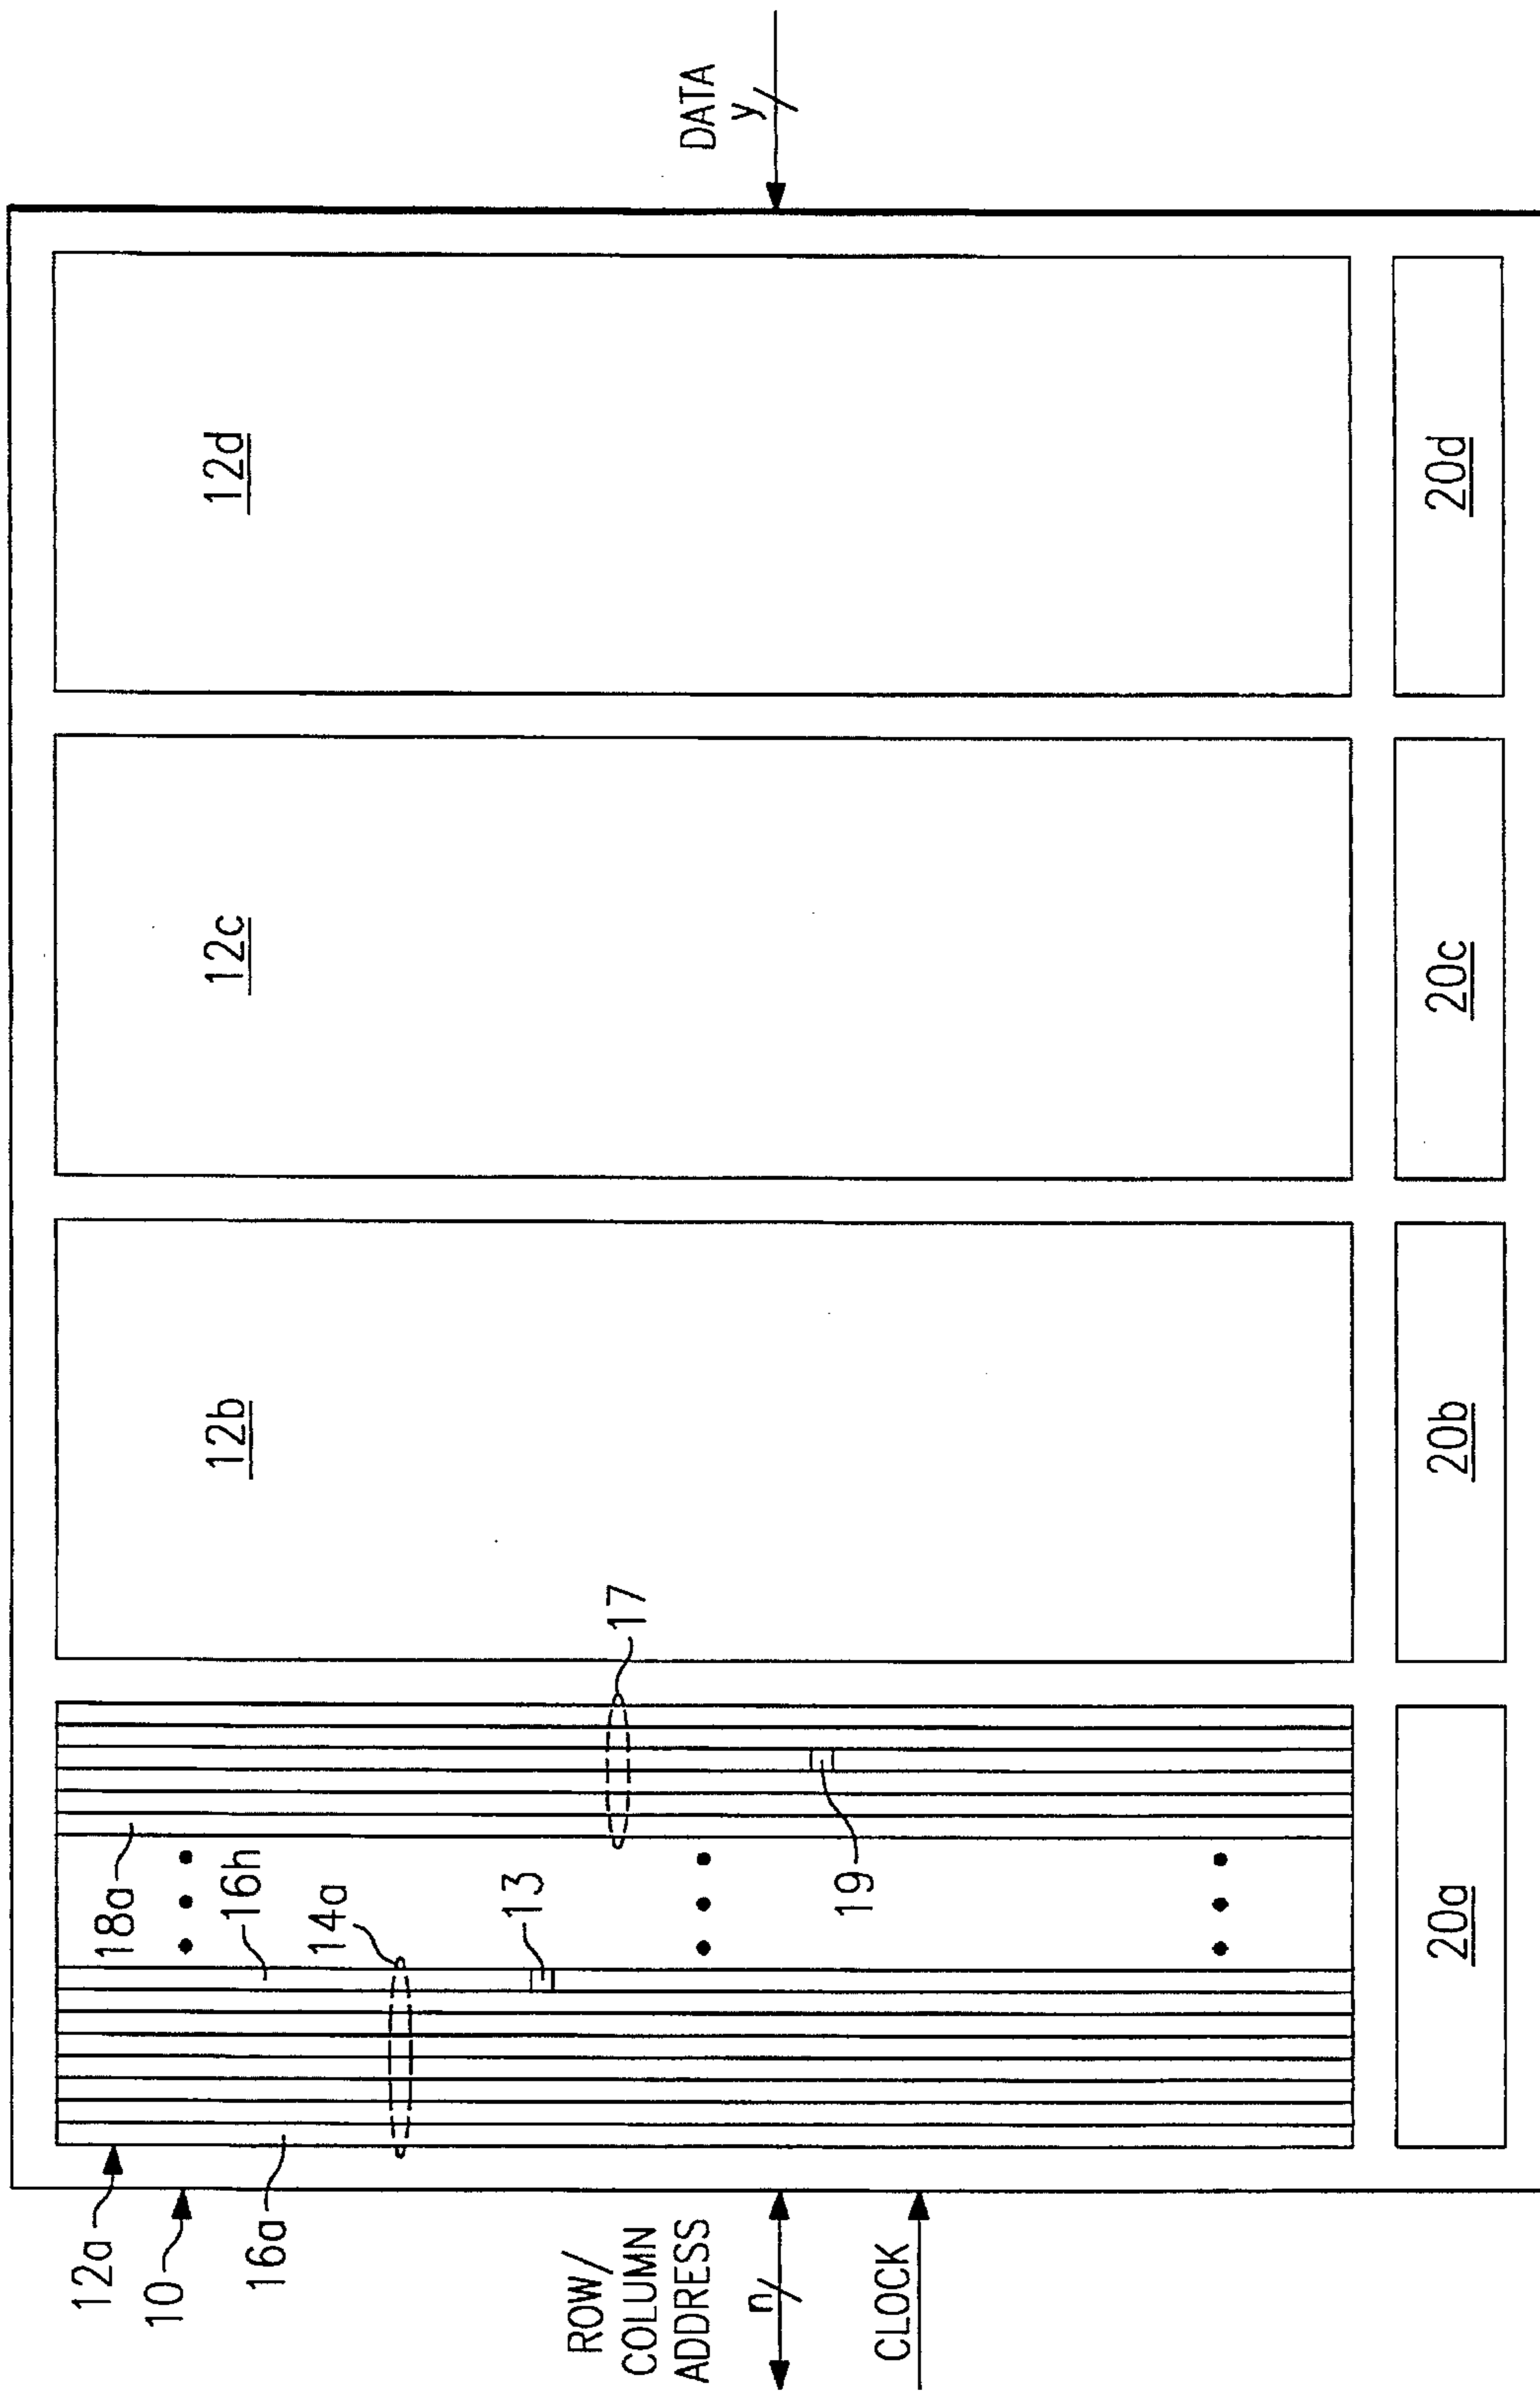 12a
10
16a
18a
16h
14a
13
17
19
12b
12c
12d
ROW/
COLUMN
ADDRESS
n
CLOCK
DATA
y
20a
20b
20c
20d